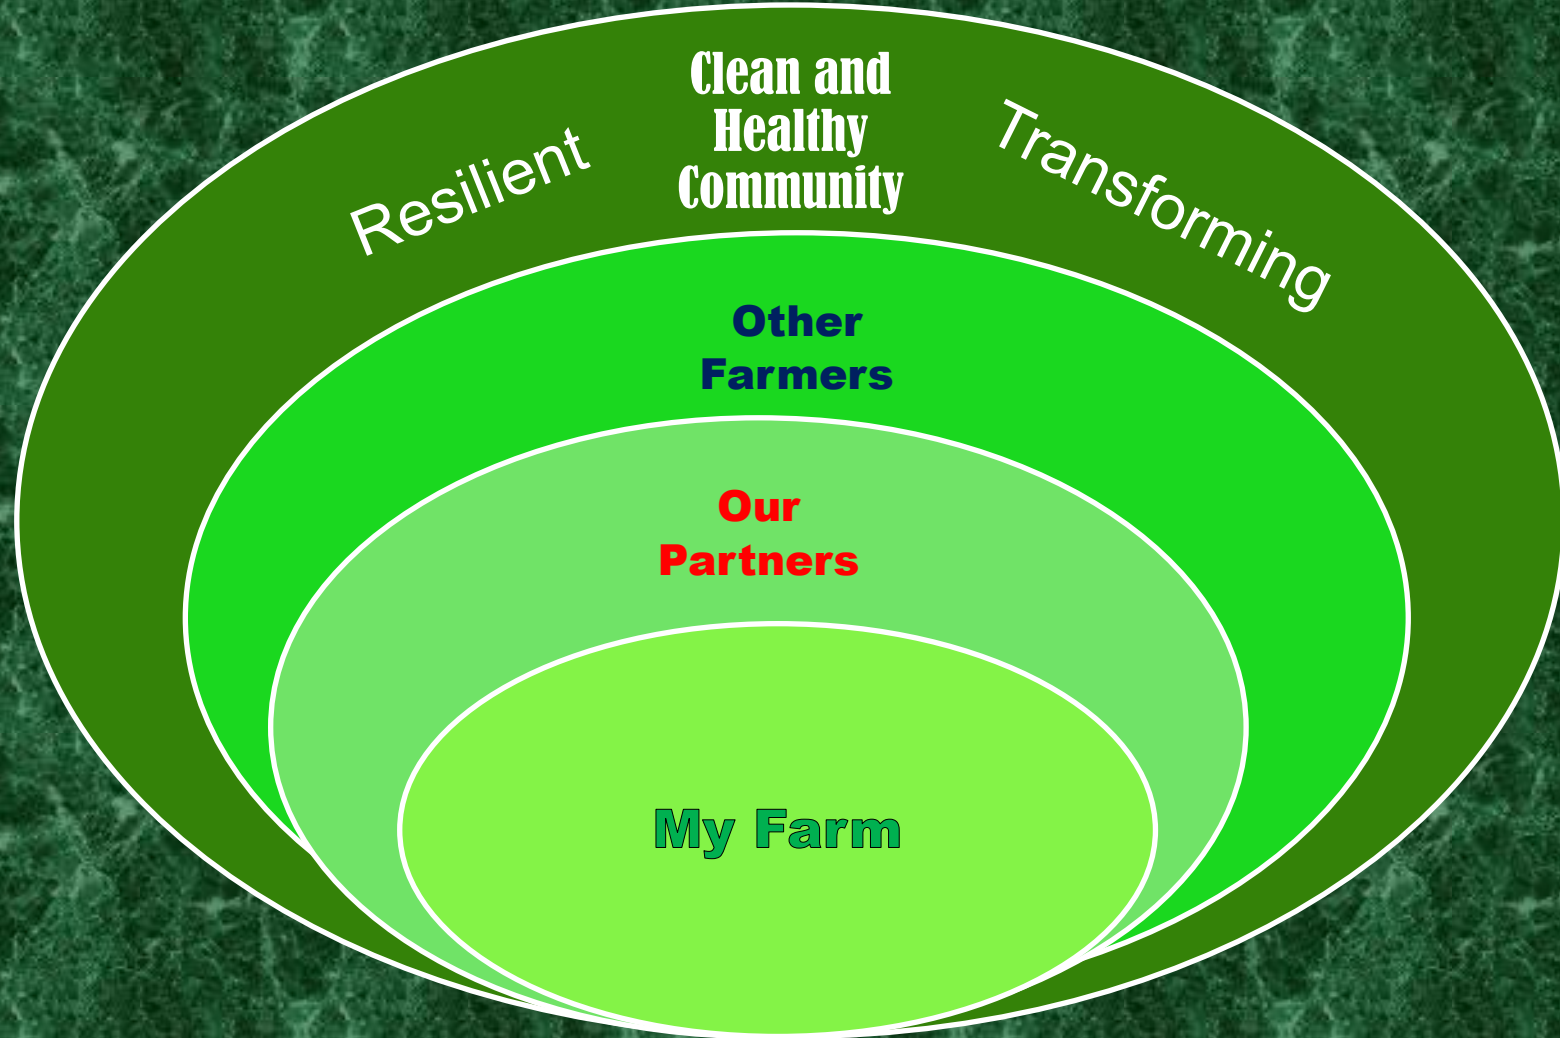 Clean and
Healthy
Community
Resilient
Transforming
Other
Farmers
Our
Partners
My Farm